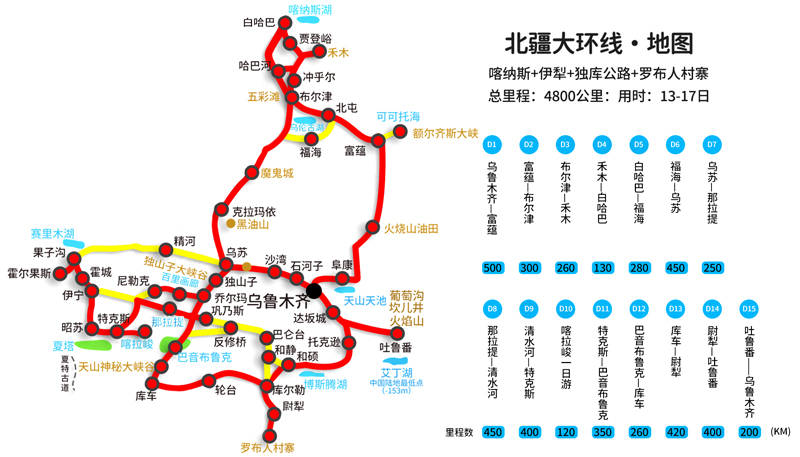 北疆大环线·地图
喀纳斯+伊犁+独库公路+罗布人村寨
总里程：4800公里：用时：13-17日
D1 D2 D3 D4 D5 D6 D7
乌鲁木齐—富蕴
富蕴—布尔津
布尔津—禾木
禾木—白哈巴
白哈巴—福海
福海—乌苏
乌苏—那拉提
500 300 260 130 280 450 250
D8 D9 D10 D11 D12 D13 D14 D15
那拉提—清水河
清水河—特克斯
喀拉峻一日游
特克斯—巴音布鲁克
巴音布鲁克—库车
库车—尉犁
尉犁—吐鲁番
吐鲁番——乌鲁木齐
里程数 450 400 120 350 260 420 400 200 (KM)
喀纳斯湖
白哈巴
贾登峪
禾木
哈巴河
冲乎尔
五彩滩
布尔津
北屯
乌伦古湖
福海
可可托海
额尔齐斯大峡
富蕴
魔鬼城
克拉玛依
黑油山
火烧山油田
赛里木湖
果子沟
精河
乌苏
沙湾
石河子
阜康
霍尔果斯
霍城
尼勒克
独山子大峡谷
百里画廊
独山子
天山天池
葡萄沟
坎儿井
火焰山
伊宁
乔尔玛
乌鲁木齐
那拉提
巩乃斯
达坂城
昭苏
特克斯
喀拉峻
反修桥
巴仑台
托克逊
吐鲁番
夏塔
夏特古道
天山神秘大峡谷
巴音布鲁克
和静
和硕
博斯腾湖
艾丁湖
中国陆地最低点
(-153m)
库车
轮台
库尔勒
尉犁
罗布人村寨